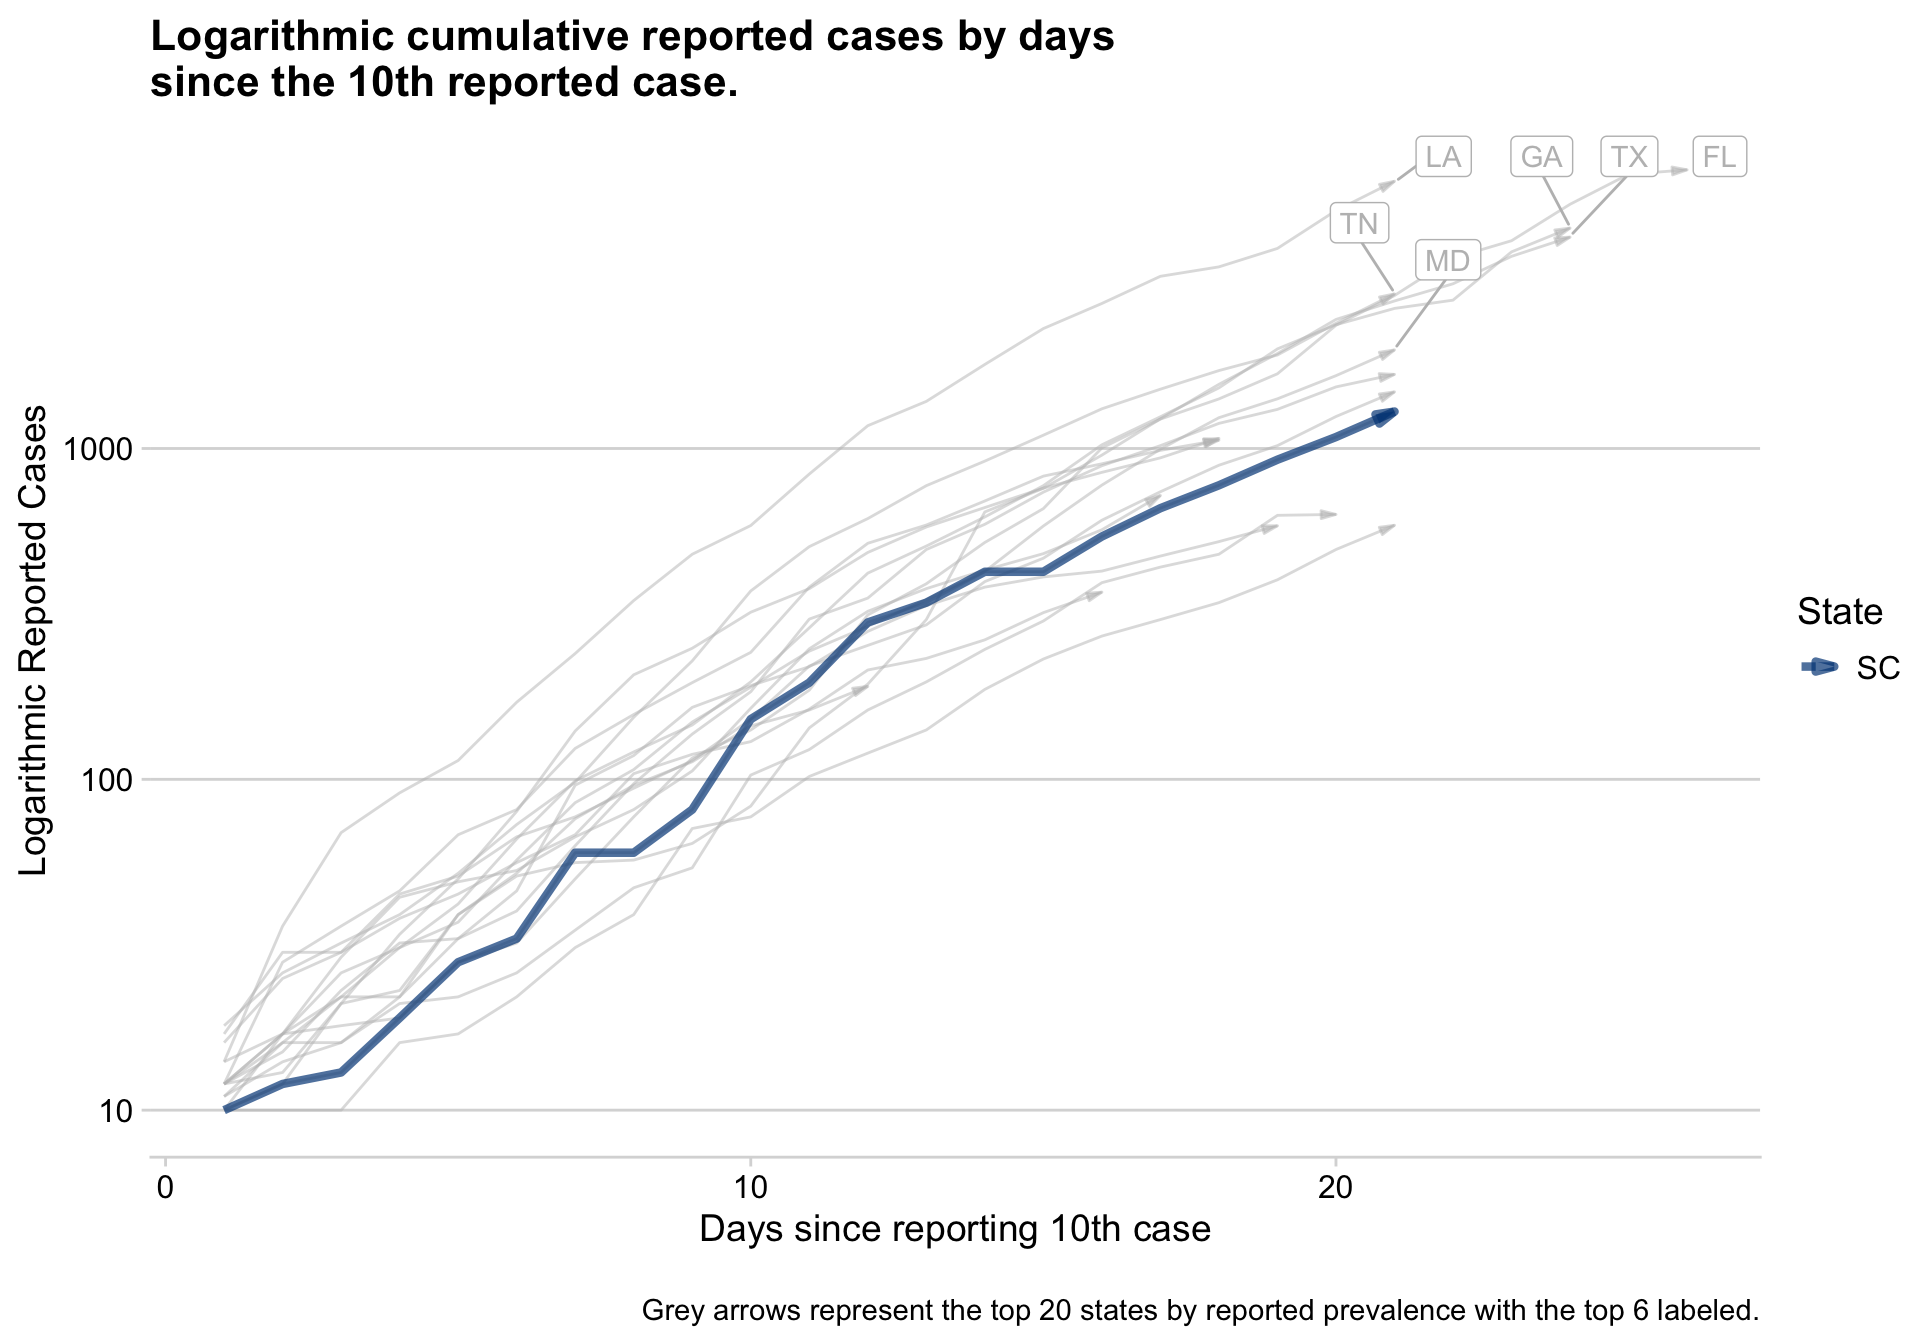 Logarithmic cumulative reported cases by days
since the 10th reported case.
LA
GA
TX
FL
TN
MD
Logarithmic Reported Cases
1000
100
10
0
10
20
Days since reporting 10th case
State
SC
Grey arrows represent the top 20 states by reported prevalence with the top 6 labeled.